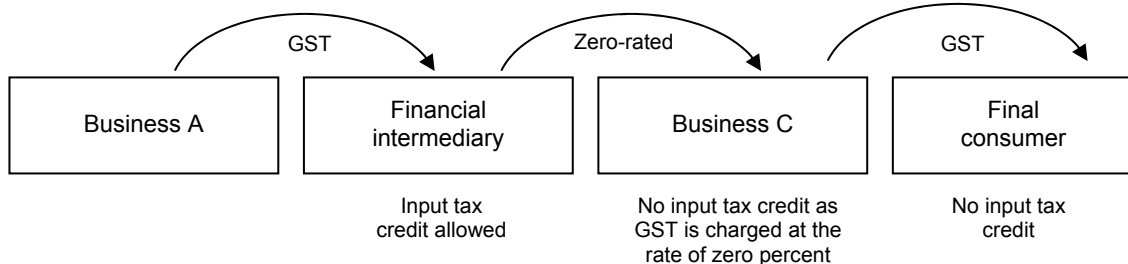 GST
Zero-rated
GST
Business A
Financial
intermediary
Business C
Final
consumer
Input tax
credit allowed
No input tax credit as
GST is charged at the
rate of zero percent
No input tax
credit